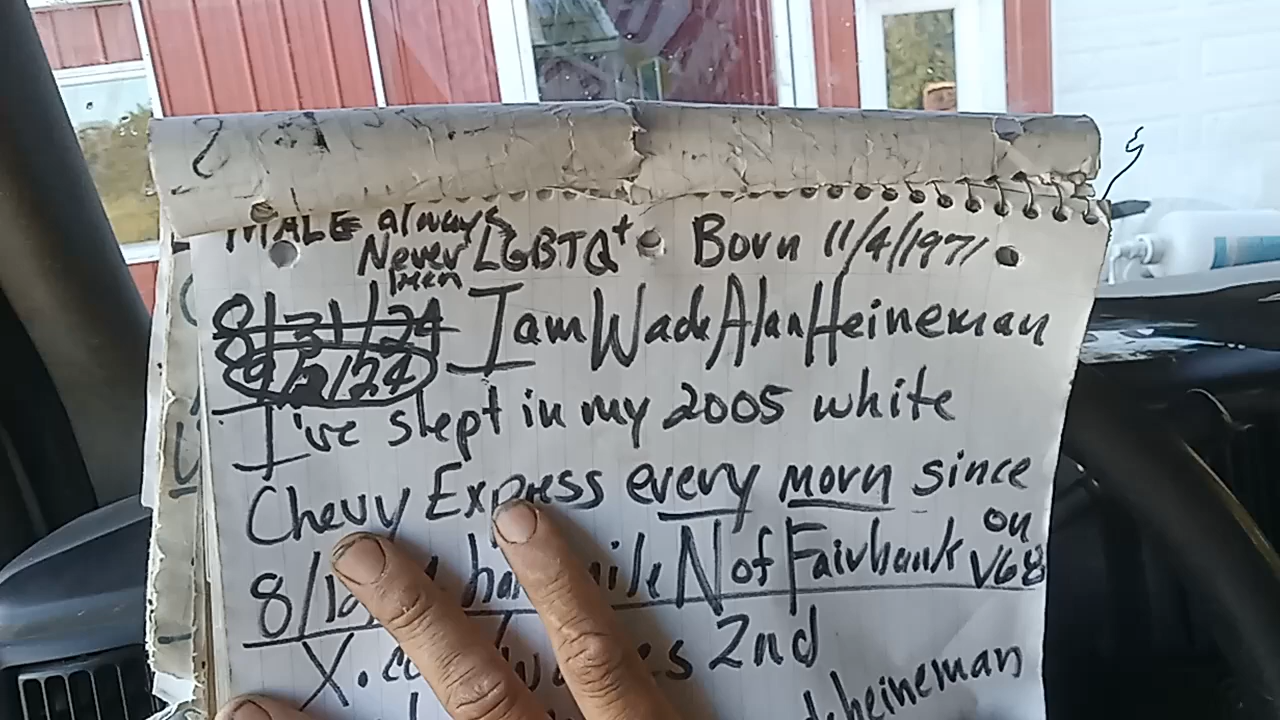 MALE always
Never been LGBTQ+ Born 11/4/1971
8/31/24 I am Wade Alan Heineman
9/2/24
I've slept in my 2005 white
Chevy Express every morn since
8/1 half mile N of Fairbank on V68
X.co 2nd
heineman